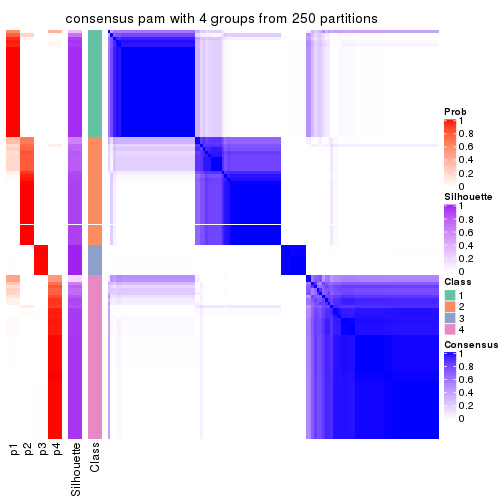 consensus pam with 4 groups from 250 partitions
Prob
1
0.8
0.6
0.4
0.2
0
Silhouette
1
0.8
0.6
0.4
0.2
0
Class
1
2
3
4
Consensus
1
0.8
0.6
0.4
0.2
0
p1
p2
p3
p4
Silhouette
Class